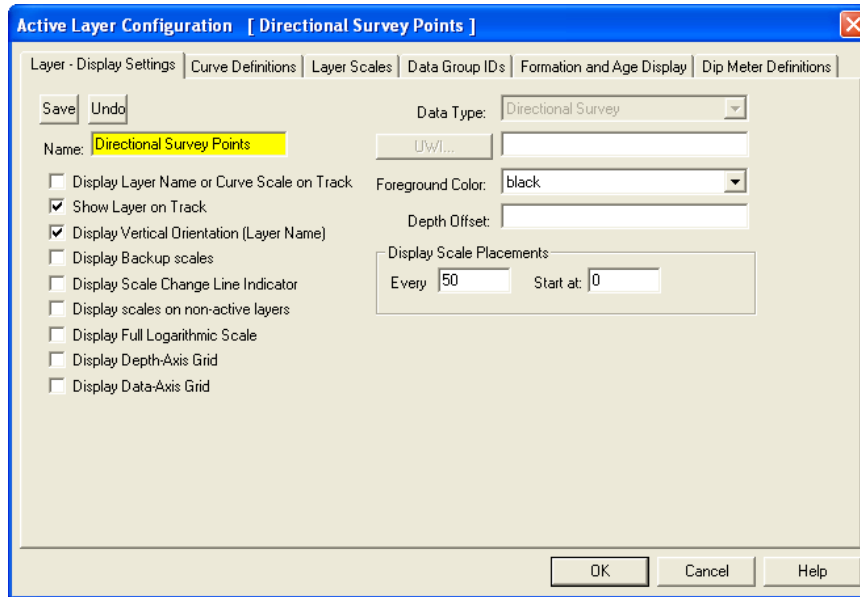 Active Layer Configuration [ Directional Survey Points ]
Layer - Display Settings Curve Definitions Layer Scales Data Group IDs Formation and Age Display Dip Meter Definitions
Save Undo
Name: Directional Survey Points
Display Layer Name or Curve Scale on Track
Show Layer on Track
Display Vertical Orientation (Layer Name)
Display Backup scales
Display Scale Change Line Indicator
Display scales on non-active layers
Display Full Logarithmic Scale
Display Depth-Axis Grid
Display Data-Axis Grid
Data Type: Directional Survey
UWI...
Foreground Color: black
Depth Offset:
Display Scale Placements
Every 50 Start at: 0
OK Cancel Help